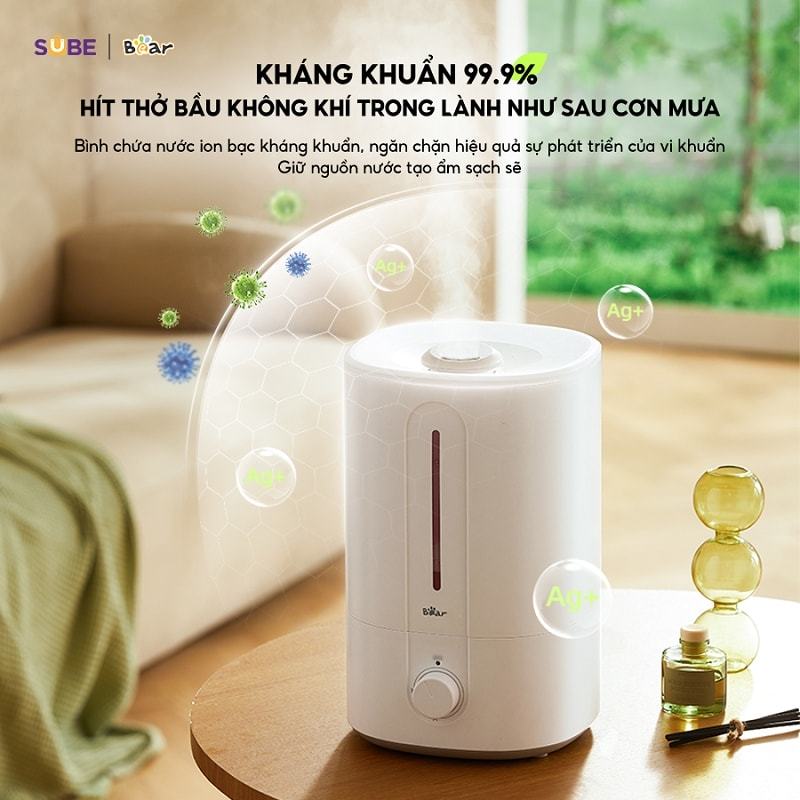 SUBE | Bear
KHÁNG KHUẨN 99.9%
HÍT THỞ BẦU KHÔNG KHÍ TRONG LÀNH NHƯ SAU CƠN MƯA
Bình chứa nước ion bạc kháng khuẩn, ngăn chặn hiệu quả sự phát triển của vi khuẩn
Giữ nguồn nước tạo ẩm sạch sẽ
Ag+
Ag+
Ag+
Ag+
Bear